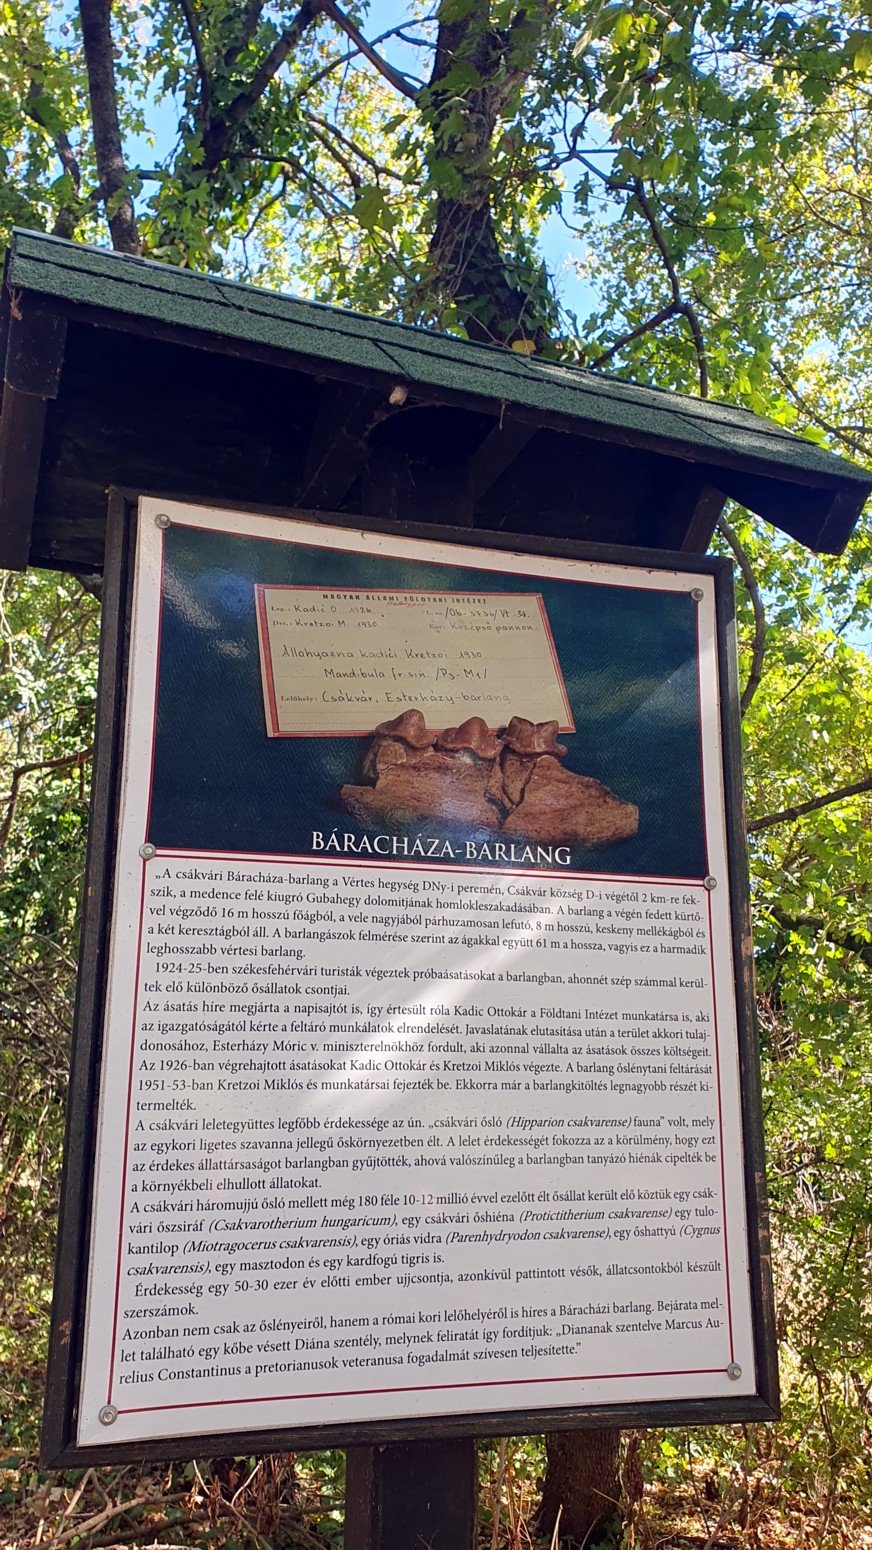 MAGYAR ÁLLAMI FÖLDTANI INTÉZET
Leg.: Kadić O. 1926.
/Ob-3736/Vt.34.
Det.: Kretzoi M. 1930.
Középső pannon.
Allohyaena kadići Kretzoi 1930
Mandibula fr. sin. /P3-M1/
Lelőhely: Csákvár, Esterházy-barlang
BÁRACHÁZA-BARLANG
„A csákvári Báracháza-barlang a Vértes hegység DNy-i peremén, Csákvár község D-i végétől 2 km-re fek-
szik, a medence felé kiugró Gubahegy dolomitjának homlokleszakadásában. A barlang a végén fedett kürtő-
vel végződő 16 m hosszú főágból, a vele nagyjából párhuzamosan lefutó, 8 m hosszú, keskeny mellékágból és
a két keresztágból áll. A barlangászok felmérése szerint az ágakkal együtt 61 m a hossza, vagyis ez a harmadik
leghosszabb vértesi barlang.
1924-25-ben székesfehérvári turisták végeztek próbaásatásokat a barlangban, ahonnét szép számmal kerül-
tek elő különböző ősállatok csontjai.
Az ásatás híre megjárta a napisajtót is, így értesült róla Kadic Ottokár a Földtani Intézet munkatársa is, aki
az igazgatóságától kérte a feltáró munkálatok elrendelését. Javaslatának elutasítása után a terület akkori tulaj-
donosához, Esterházy Móric v. miniszterelnökhöz fordult, aki azonnal vállalta az ásatások összes költségeit.
Az 1926-ban végrehajtott ásatásokat Kadic Ottokár és Kretzoi Miklós végezte. A barlang őslénytani feltárását
1951-53-ban Kretzoi Miklós és munkatársai fejezték be. Ekkorra már a barlangkitöltés legnagyobb részét ki-
termelték.
A csákvári leletegyüttes legfőbb érdekessége az ún. „csákvári ősló (Hipparion csakvarense) fauna" volt, mely
az egykori ligetes szavanna jellegű őskörnyezetben élt. A lelet érdekességét fokozza az a körülmény, hogy ezt
az érdekes állattársaságot barlangban gyűjtötték, ahová valószínűleg a barlangban tanyázó hiénák cipelték be
a környékbeli elhullott állatokat.
A csákvári háromujjú ősló mellett még 180 féle 10-12 millió évvel ezelőtt élt ősállat került elő köztük egy csák-
vári őszsiráf (Csakvarotherium hungaricum), egy csákvári őshiéna (Protictitherium csakvarense) egy tulo-
kantilop (Miotragocerus csakvarensis), egy óriás vidra (Parenhydryodon csakvarense), egy őshattyú (Cygnus
csakvarensis), egy masztodon és egy kardfogú tigris is.
Érdekesség egy 50-30 ezer év előtti ember ujjcsontja, azonkívül pattintott vésők, állatcsontokból készült
szerszámok.
Azonban nem csak az őslényeiről, hanem a római kori lelőhelyéről is híres a Báracházi barlang. Bejárata mel-
let található egy kőbe vésett Diána szentély, melynek feliratát így fordítjuk: „Diananak szentelve Marcus Au-
relius Constantinus a pretorianusok veteranusa fogadalmát szívesen teljesítette."